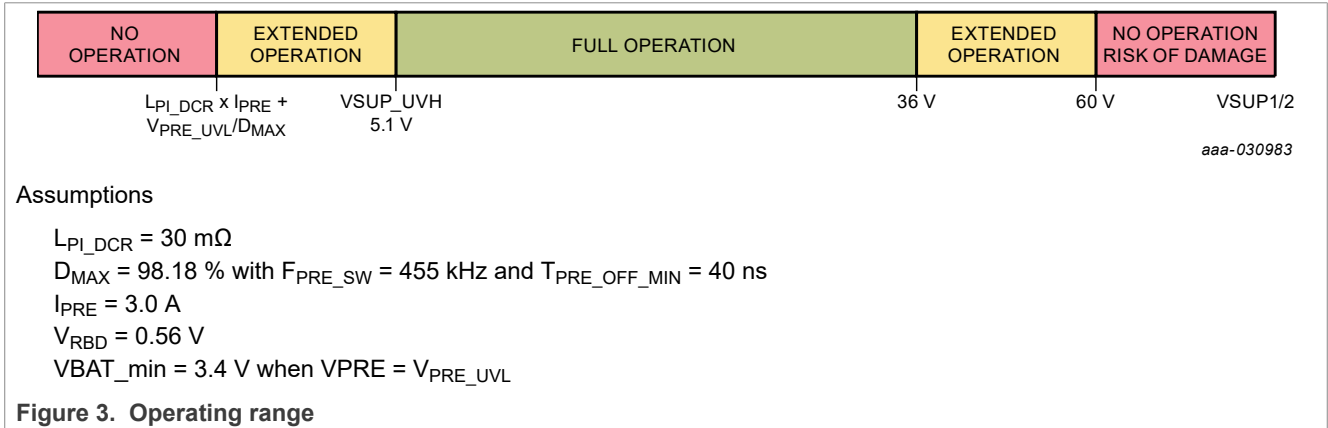 NO OPERATION
EXTENDED OPERATION
FULL OPERATION
EXTENDED OPERATION
NO OPERATION RISK OF DAMAGE
LPI_DCR x IPRE +
VPRE_UVL/DMAX
VSUP_UVH
5.1 V
36 V
60 V
VSUP1/2
aaa-030983
Assumptions
LPI_DCR = 30 mΩ
DMAX = 98.18 % with FPRE_SW = 455 kHz and TPRE_OFF_MIN = 40 ns
IPRE = 3.0 A
VRBD = 0.56 V
VBAT_min = 3.4 V when VPRE = VPRE_UVL
Figure 3. Operating range